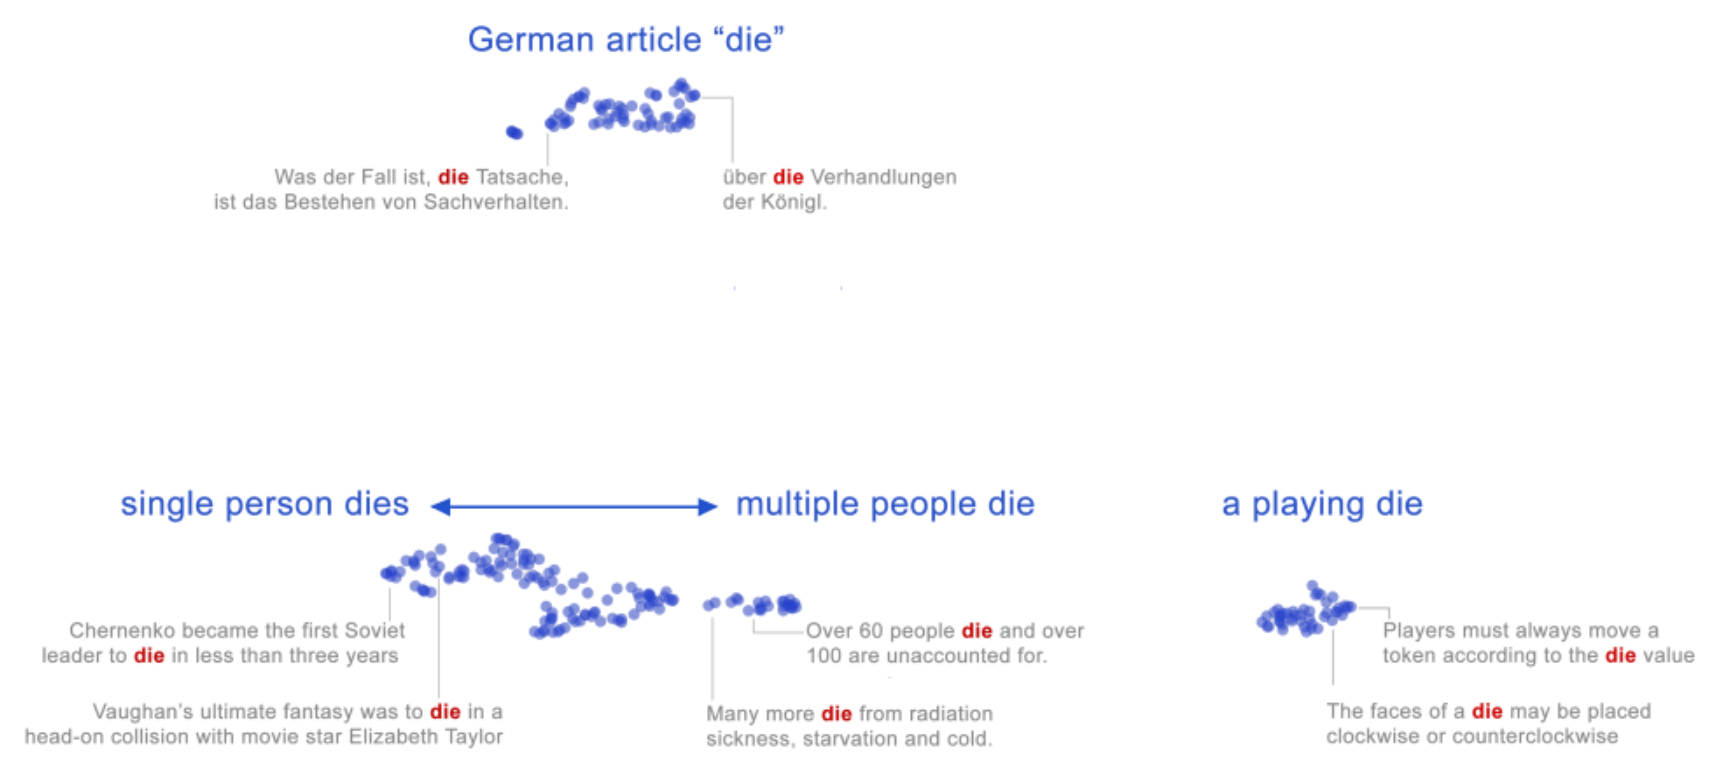 German article “die”
Was der Fall ist, die Tatsache,
ist das Bestehen von Sachverhalten.
über die Verhandlungen
der Königl.
single person dies
multiple people die
a playing die
Chernenko became the first Soviet
leader to die in less than three years
Vaughan's ultimate fantasy was to die in a
head-on collision with movie star Elizabeth Taylor
Over 60 people die and over
100 are unaccounted for.
Many more die from radiation
sickness, starvation and cold.
Players must always move a
token according to the die value
The faces of a die may be placed
clockwise or counterclockwise